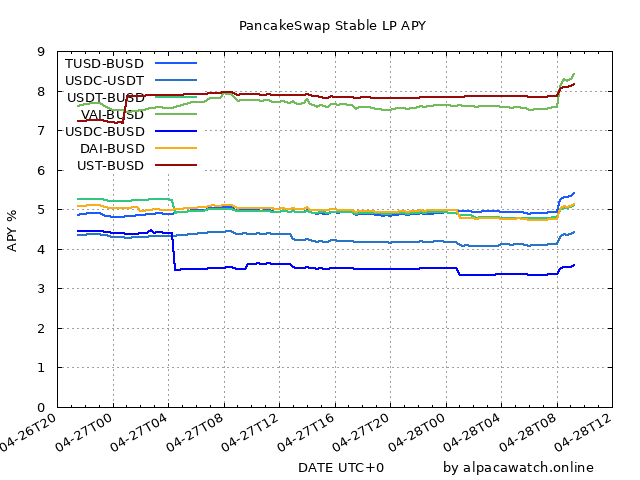 PancakeSwap Stable LP APY
9
8
7
6
5
4
3
2
1
0
APY %
TUSD-BUSD
USDC-USDT
USDT-BUSD
VAI-BUSD
USDC-BUSD
DAI-BUSD
UST-BUSD
04-26T20
04-27T00
04-27T04
04-27T08
04-27T12
04-27T16
04-27T20
04-28T00
04-28T04
04-28T08
04-28T12
DATE UTC+0
by alpacawatch.online